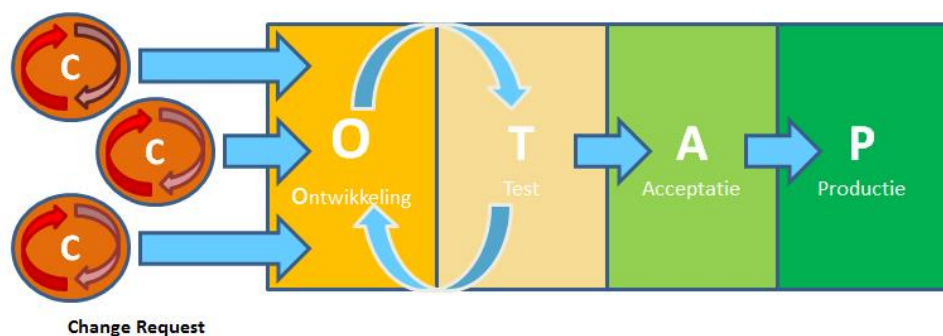 C
C
C
O T A P
Ontwikkeling Test Acceptatie Productie
Change Request